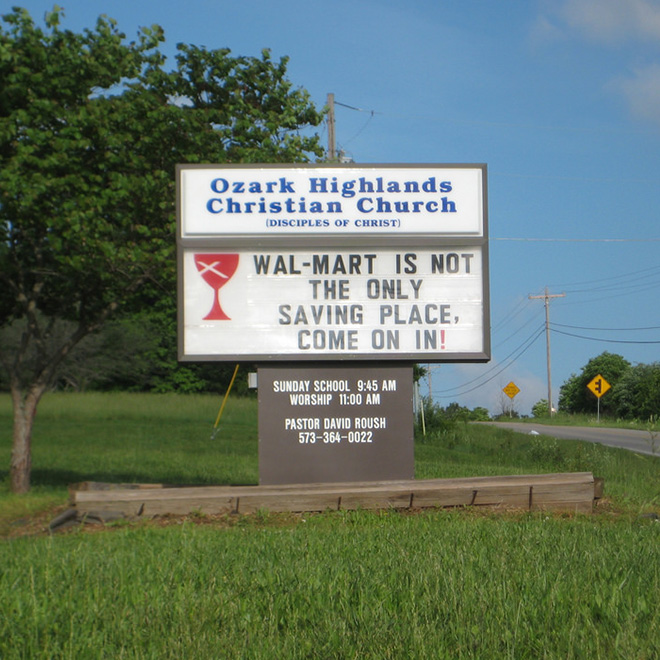 Ozark Highlands
Christian Church
(DISCIPLES OF CHRIST)
WAL-MART IS NOT
THE ONLY
SAVING PLACE,
COME ON IN!
SUNDAY SCHOOL 9:45 AM
WORSHIP 11:00 AM
PASTOR DAVID ROUSH
573-364-0022